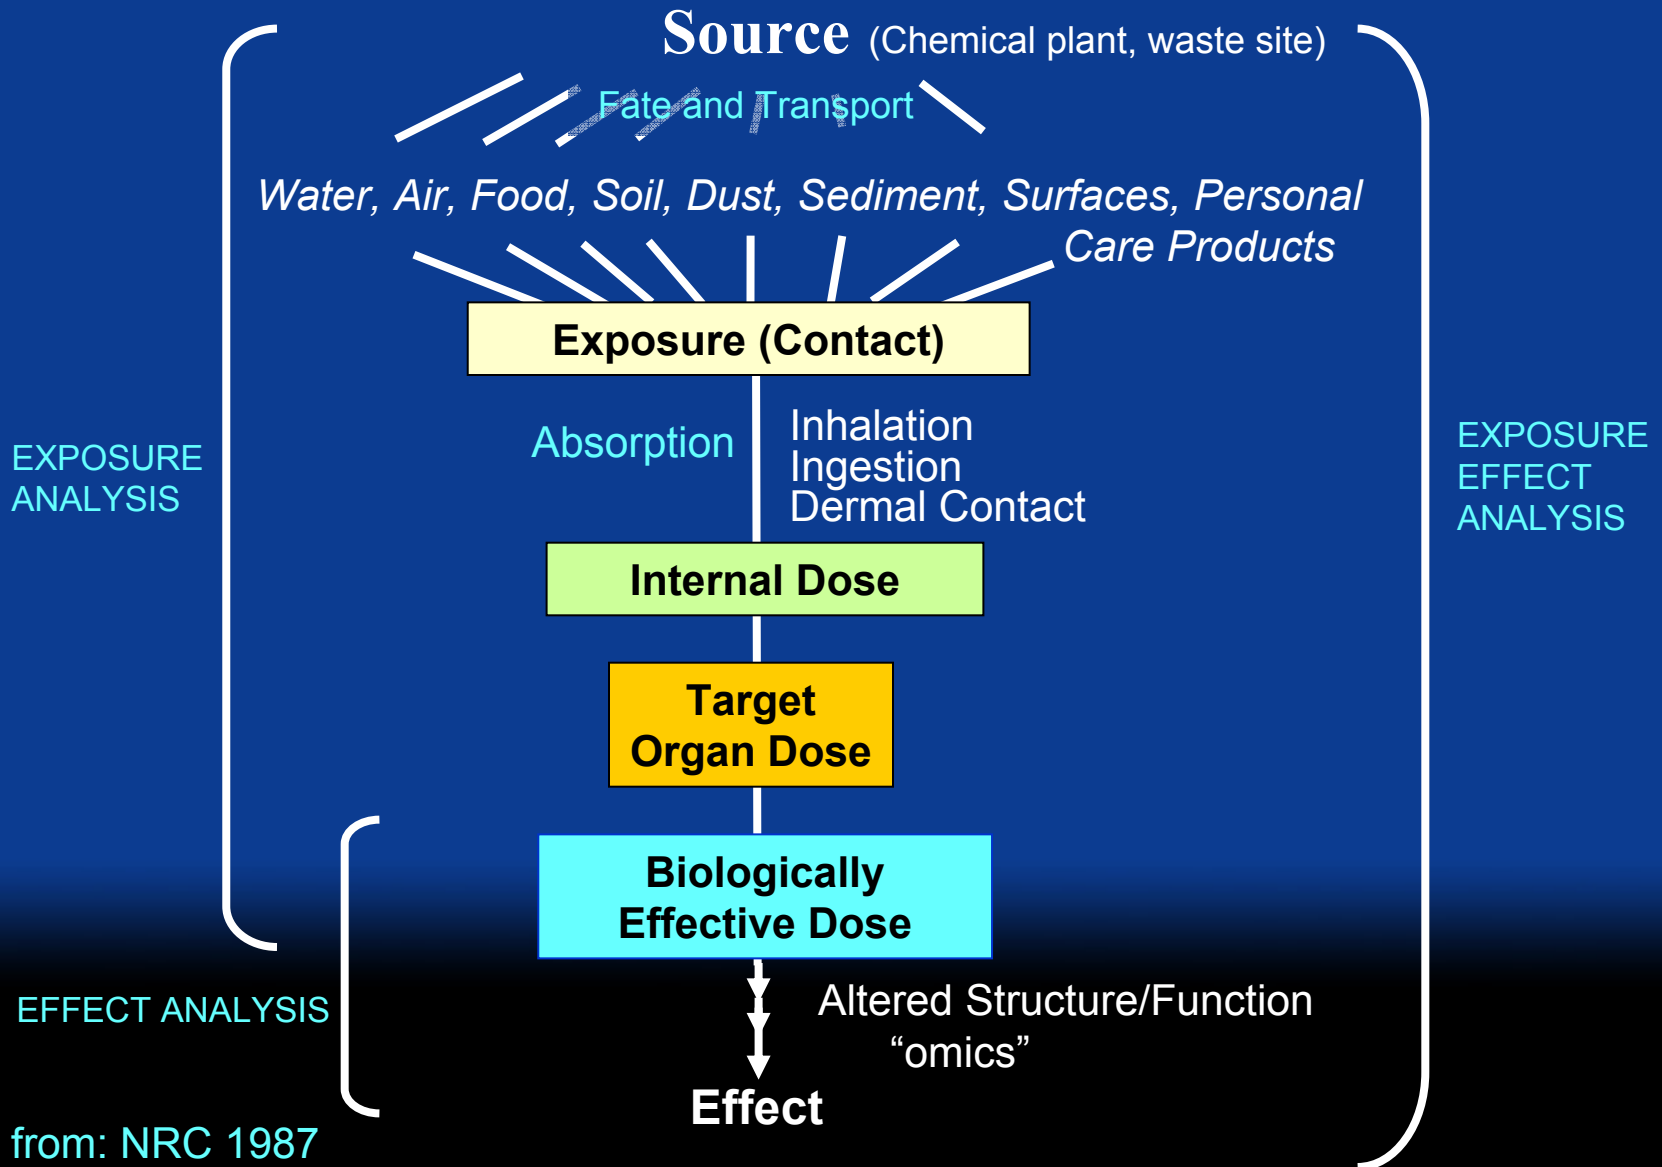 Source (Chemical plant, waste site)
Fate and Transport
Water, Air, Food, Soil, Dust, Sediment, Surfaces, Personal
Care Products
Exposure (Contact)
Absorption
Inhalation
Ingestion
Dermal Contact
EXPOSURE
ANALYSIS
EXPOSURE
EFFECT
ANALYSIS
Internal Dose
Target
Organ Dose
Biologically
Effective Dose
EFFECT ANALYSIS
Altered Structure/Function
“omics”
Effect
from: NRC 1987